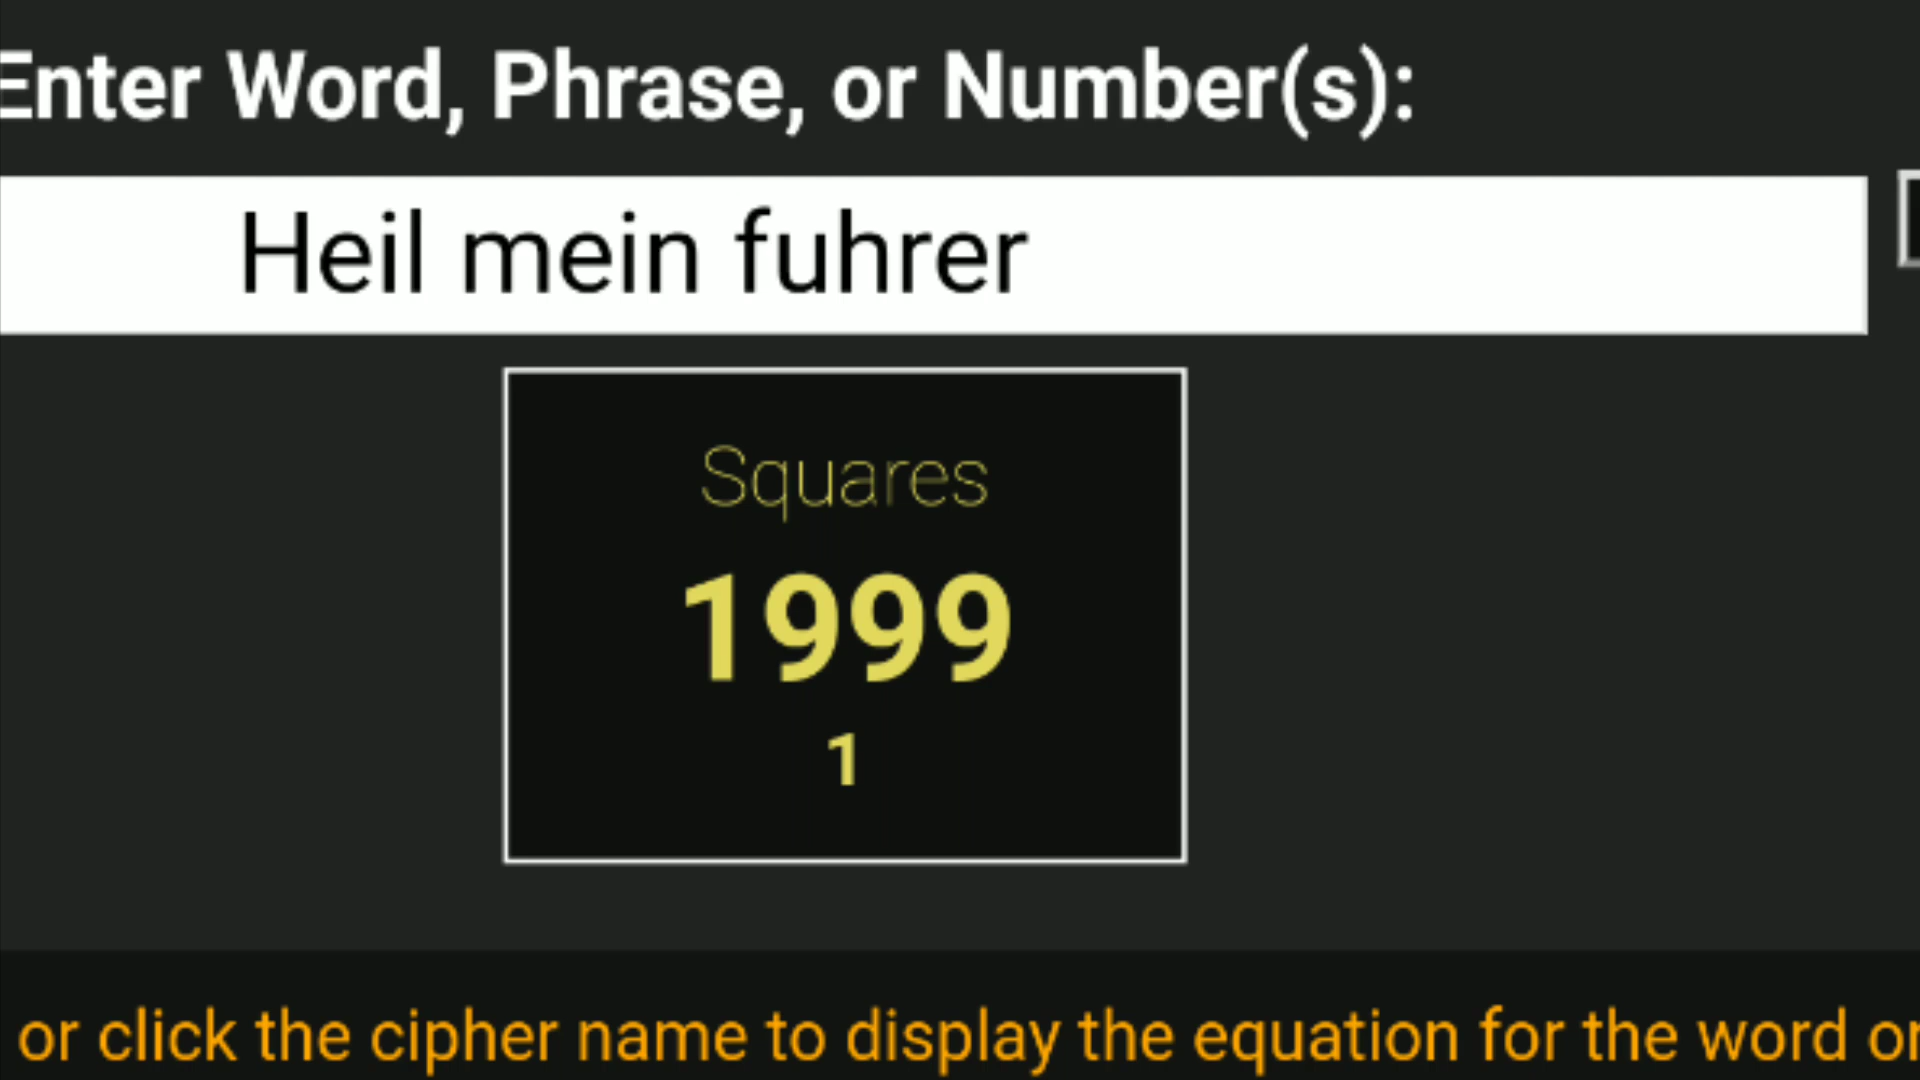 Enter Word, Phrase, or Number(s):
Heil mein fuhrer
Squares
1999
1
or click the cipher name to display the equation for the word or